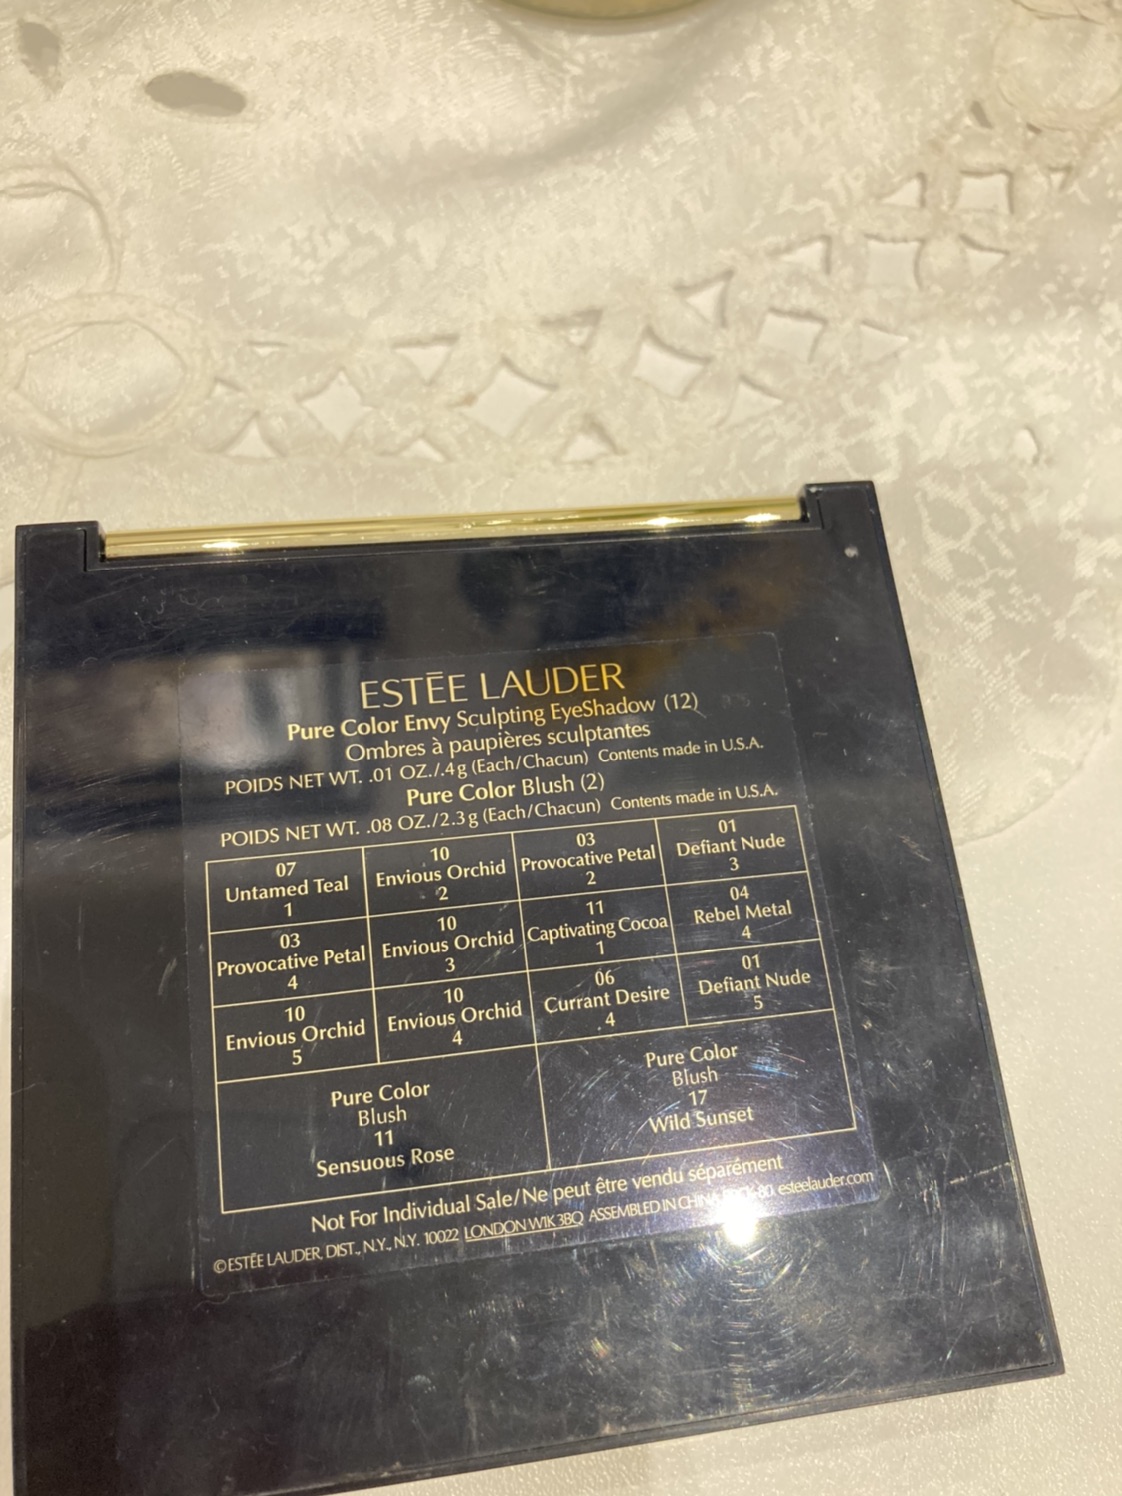 ESTĒE LAUDER
Pure Color Envy Sculpting EyeShadow (12)
Ombres à paupières sculptantes
POIDS NET WT. .01 OZ./.4g (Each/Chacun) Contents made in U.S.A.
Pure Color Blush (2)
POIDS NET WT. .08 OZ./2.3g (Each/Chacun) Contents made in U.S.A.
07
Untamed Teal
1
10
Envious Orchid
2
03
Provocative Petal
2
01
Defiant Nude
3
03
Provocative Petal
4
10
Envious Orchid
3
11
Captivating Cocoa
1
04
Rebel Metal
4
10
Envious Orchid
5
10
Envious Orchid
4
06
Currant Desire
4
01
Defiant Nude
5
Pure Color
Blush
11
Sensuous Rose
Pure Color
Blush
17
Wild Sunset
Not For Individual Sale/Ne peut être vendu séparément
©ESTĒE LAUDER, DIST., N.Y., N.Y. 10022 LONDON W1K 3BQ ASSEMBLED IN CHINA esteelauder.com